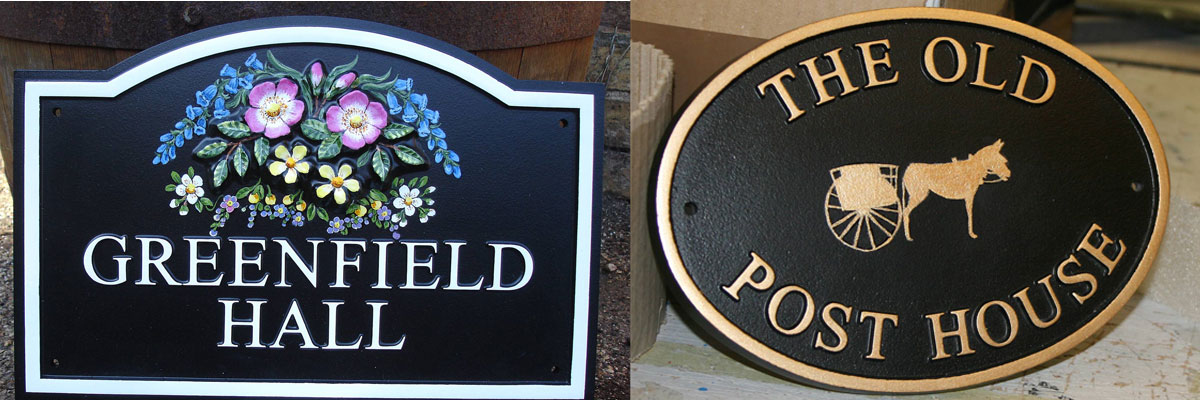 GREENFIELD
HALL
THE OLD
POST HOUSE